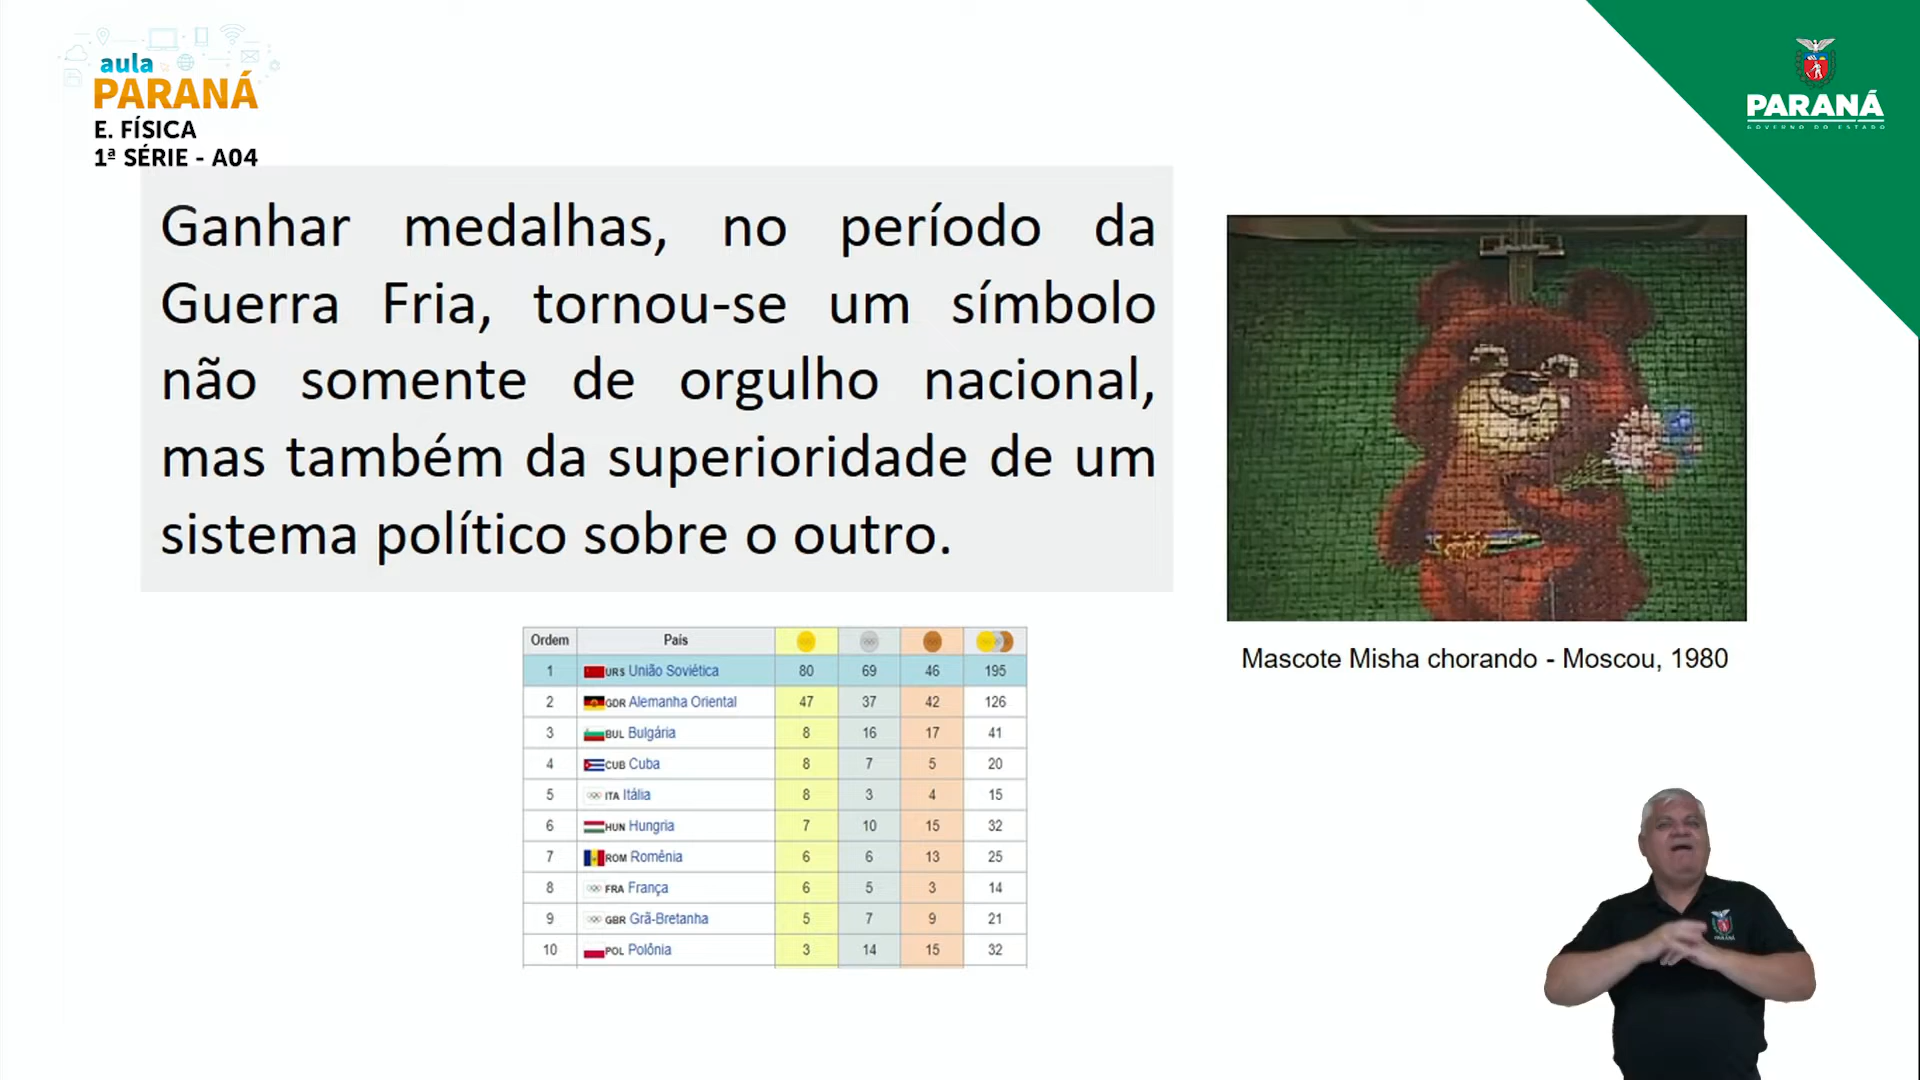 aula
PARANÁ
E. FÍSICA
1ª SÉRIE - A04
PARANÁ
GOVERNO DO ESTADO
Ganhar medalhas, no período da
Guerra Fria, tornou-se um símbolo
não somente de orgulho nacional,
mas também da superioridade de um
sistema político sobre o outro.
Mascote Misha chorando - Moscou, 1980
Ordem País
1 URS União Soviética 80 69 46 195
2 GDR Alemanha Oriental 47 37 42 126
3 BUL Bulgária 8 16 17 41
4 CUB Cuba 8 7 5 20
5 ITA Itália 8 3 4 15
6 HUN Hungria 7 10 15 32
7 ROM Romênia 6 6 13 25
8 FRA França 6 5 3 14
9 GBR Grã-Bretanha 5 7 9 21
10 POL Polônia 3 14 15 32